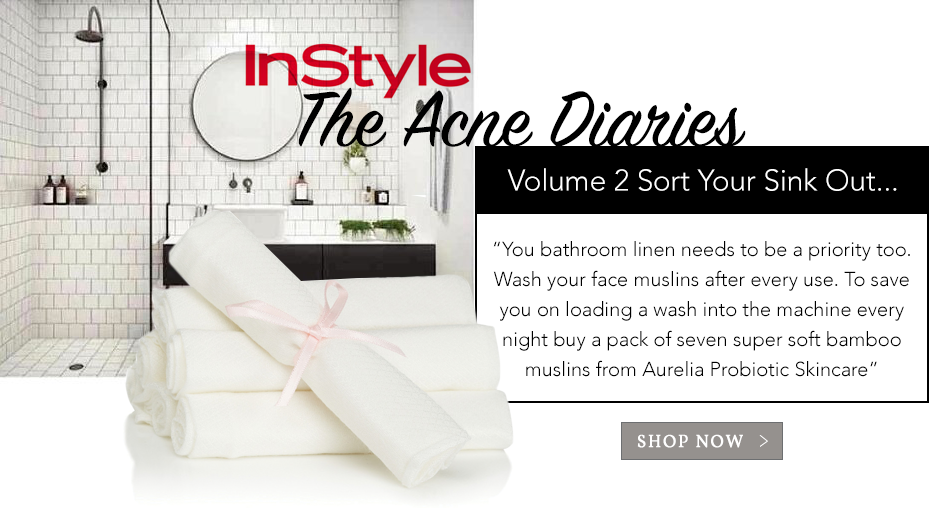 InStyle
The Acne Diaries
Volume 2 Sort Your Sink Out...
“You bathroom linen needs to be a priority too.
Wash your face muslins after every use. To save
you on loading a wash into the machine every
night buy a pack of seven super soft bamboo
muslins from Aurelia Probiotic Skincare”
SHOP NOW >